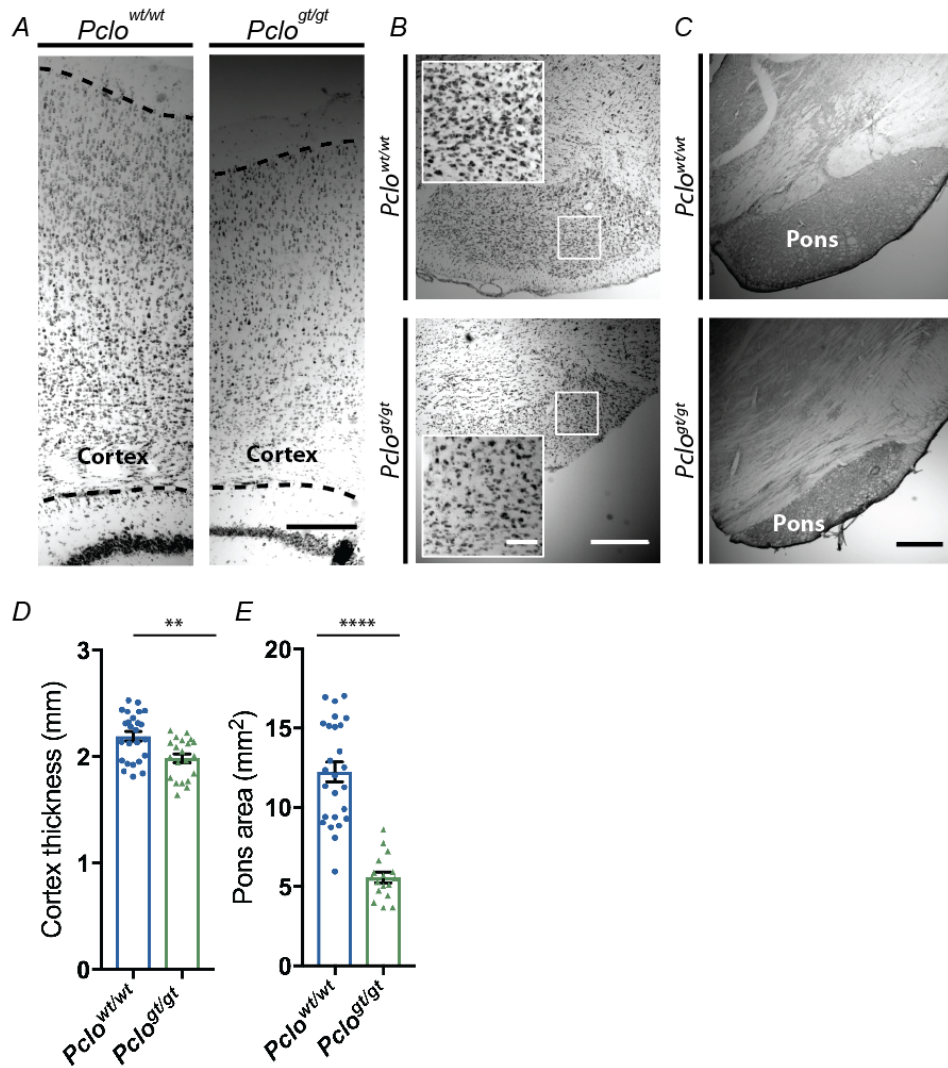 A
Pclo wt/wt
Pclo gt/gt
Cortex
Cortex
B
Pclo wt/wt
Pclo gt/gt
C
Pclo wt/wt
Pclo gt/gt
Pons
Pons
D
**
Cortex thickness (mm)
3
2
1
0
Pclo wt/wt
Pclo gt/gt
E
****
Pons area (mm2)
20
15
10
5
0
Pclo wt/wt
Pclo gt/gt